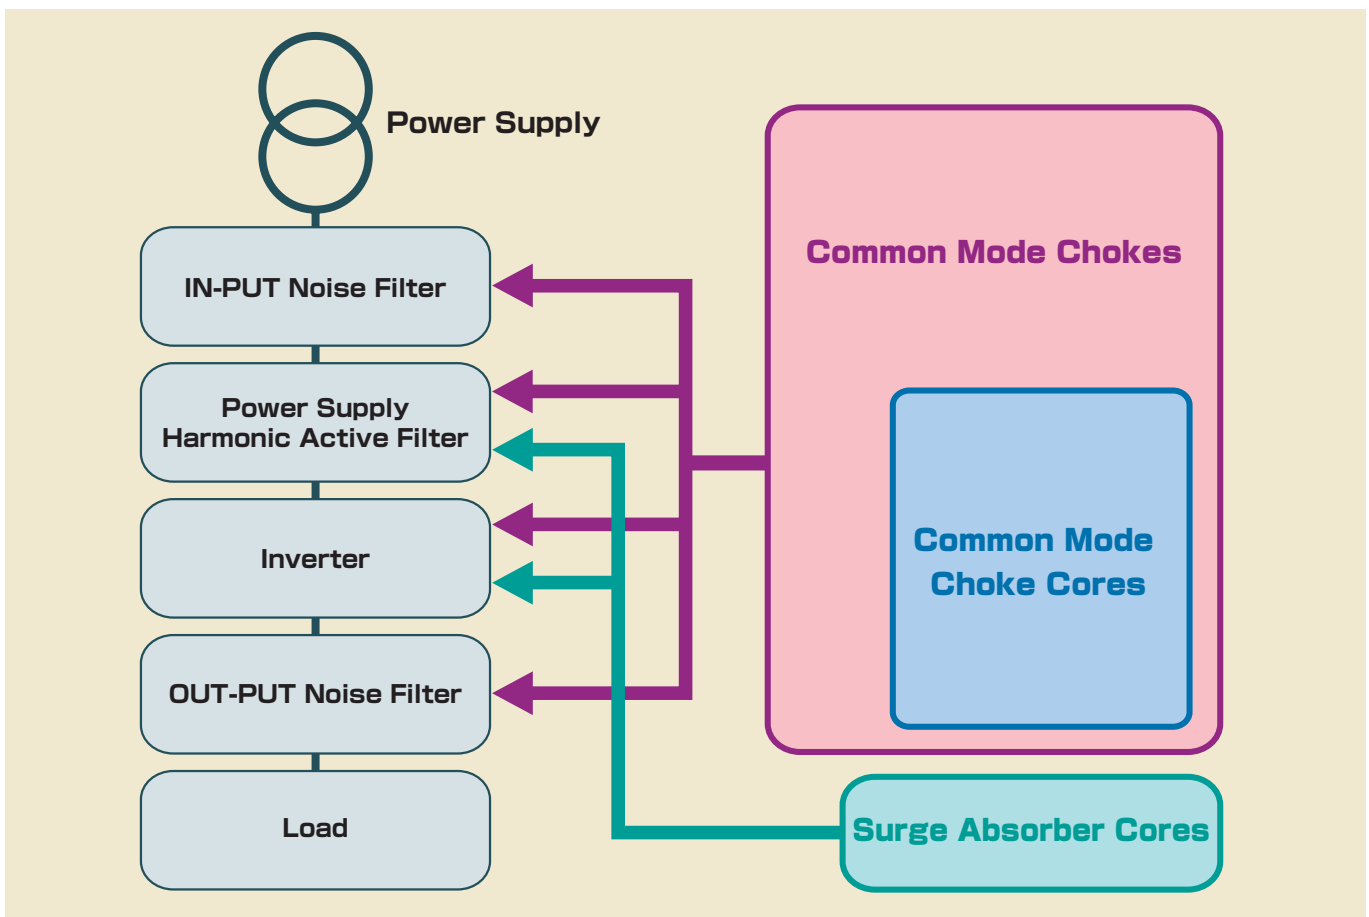 Power Supply
IN-PUT Noise Filter
Power Supply
Harmonic Active Filter
Inverter
OUT-PUT Noise Filter
Load
Common Mode Chokes
Common Mode
Choke Cores
Surge Absorber Cores